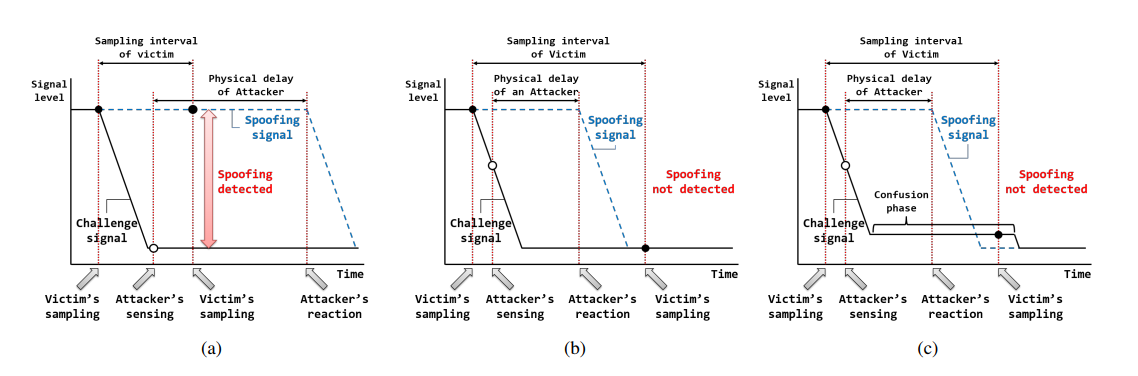 Sampling interval
of victim
Signal
level
Physical delay
of Attacker
Spoofing
signal
Spoofing
detected
Challenge
signal
Time
Victim's
sampling
Attacker's
sensing
Victim's
sampling
Attacker's
reaction
(a)
Sampling interval
of Victim
Signal
level
Physical delay
of an Attacker
Spoofing
signal
Spoofing
not detected
Challenge
signal
Time
Victim's
sampling
Attacker's
sensing
Attacker's
reaction
Victim's
sampling
(b)
Sampling interval
of Victim
Signal
level
Physical delay
of Attacker
Spoofing
signal
Spoofing
not detected
Confusion
phase
Challenge
signal
Time
Victim's
sampling
Attacker's
sensing
Attacker's
reaction
Victim's
sampling
(c)